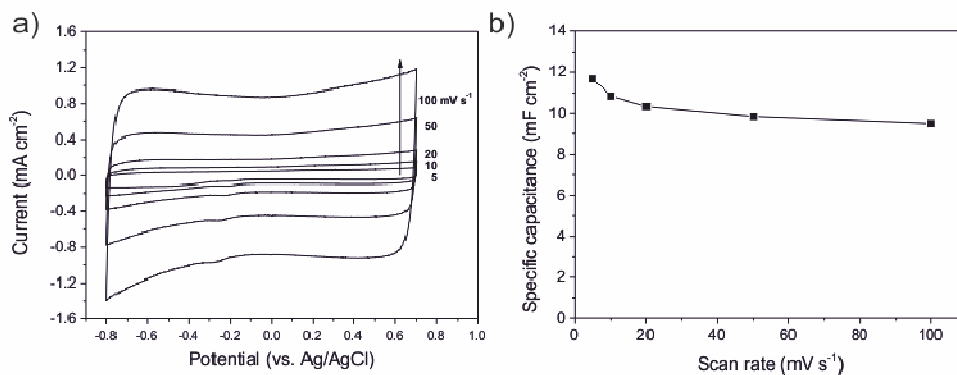 a)
1.6
1.2
0.8
0.4
0.0
-0.4
-0.8
-1.2
-1.6
Current (mA cm-2)
100 mV s-1
50
20
10
5
-0.8 -0.6 -0.4 -0.2 0.0 0.2 0.4 0.6 0.8 1.0
Potential (vs. Ag/AgCl)
b)
14
12
10
8
6
4
2
0
Specific capacitance (mF cm-2)
0 20 40 60 80 100
Scan rate (mV s-1)